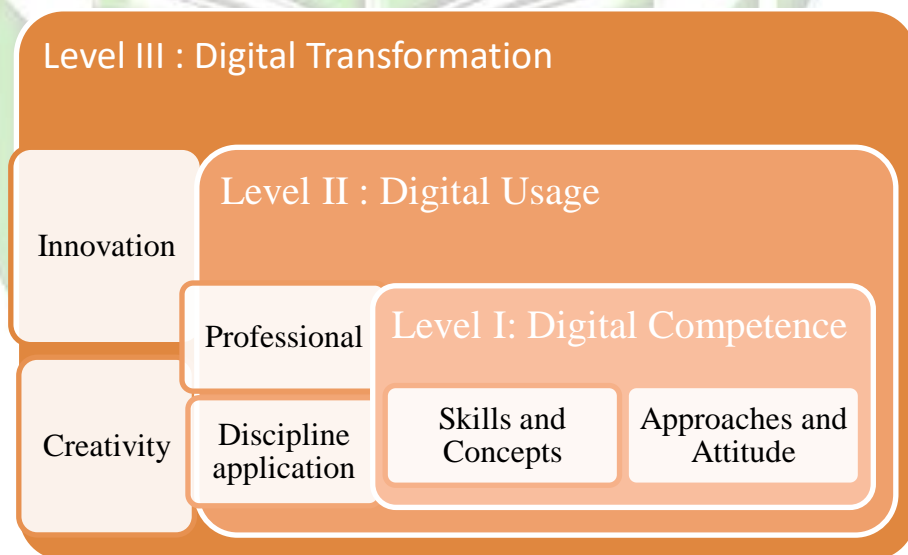 Level III : Digital Transformation
Level II : Digital Usage
Innovation
Professional
Level I: Digital Competence
Creativity
Discipline
application
Skills and
Concepts
Approaches and
Attitude